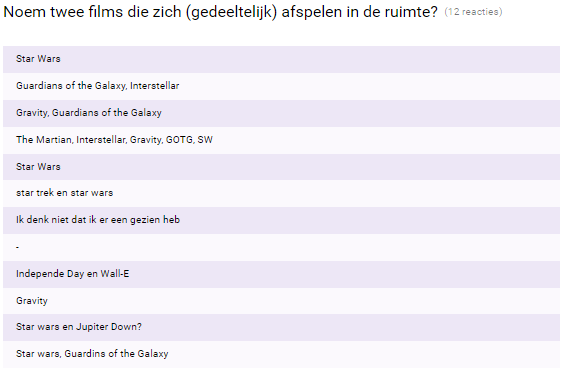 Noem twee films die zich (gedeeltelijk) afspelen in de ruimte? (12 reacties)
Star Wars
Guardians of the Galaxy, Interstellar
Gravity, Guardians of the Galaxy
The Martian, Interstellar, Gravity, GOTG, SW
Star Wars
star trek en star wars
Ik denk niet dat ik er een gezien heb
-
Independe Day en Wall-E
Gravity
Star wars en Jupiter Down?
Star wars, Guardins of the Galaxy